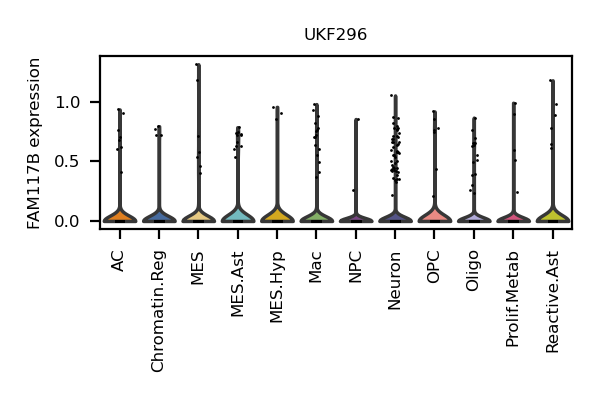 UKF296
FAM117B expression
1.0
0.5
0.0
AC
Chromatin.Reg
MES
MES.Ast
MES.Hyp
Mac
NPC
Neuron
OPC
Oligo
Prolif.Metab
Reactive.Ast